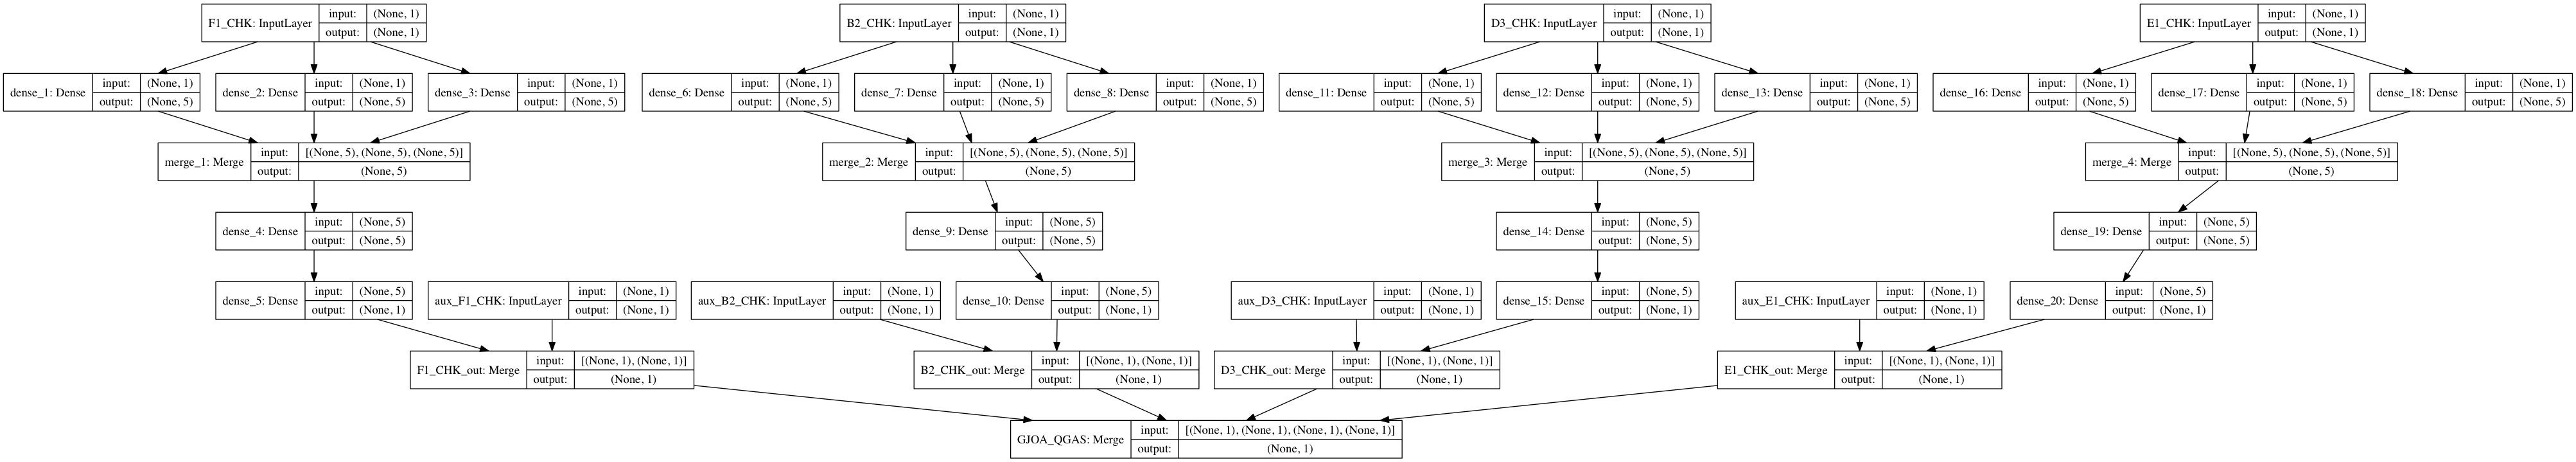 F1_CHK: InputLayer input: (None, 1) output: (None, 1)
B2_CHK: InputLayer input: (None, 1) output: (None, 1)
D3_CHK: InputLayer input: (None, 1) output: (None, 1)
E1_CHK: InputLayer input: (None, 1) output: (None, 1)
dense_1: Dense input: (None, 1) output: (None, 5)
dense_2: Dense input: (None, 1) output: (None, 5)
dense_3: Dense input: (None, 1) output: (None, 5)
dense_6: Dense input: (None, 1) output: (None, 5)
dense_7: Dense input: (None, 1) output: (None, 5)
dense_8: Dense input: (None, 1) output: (None, 5)
dense_11: Dense input: (None, 1) output: (None, 5)
dense_12: Dense input: (None, 1) output: (None, 5)
dense_13: Dense input: (None, 1) output: (None, 5)
dense_16: Dense input: (None, 1) output: (None, 5)
dense_17: Dense input: (None, 1) output: (None, 5)
dense_18: Dense input: (None, 1) output: (None, 5)
merge_1: Merge input: [(None, 5), (None, 5), (None, 5)] output: (None, 5)
merge_2: Merge input: [(None, 5), (None, 5), (None, 5)] output: (None, 5)
merge_3: Merge input: [(None, 5), (None, 5), (None, 5)] output: (None, 5)
merge_4: Merge input: [(None, 5), (None, 5), (None, 5)] output: (None, 5)
dense_4: Dense input: (None, 5) output: (None, 5)
dense_9: Dense input: (None, 5) output: (None, 5)
dense_14: Dense input: (None, 5) output: (None, 5)
dense_19: Dense input: (None, 5) output: (None, 5)
dense_5: Dense input: (None, 5) output: (None, 1)
aux_F1_CHK: InputLayer input: (None, 1) output: (None, 1)
aux_B2_CHK: InputLayer input: (None, 1) output: (None, 1)
dense_10: Dense input: (None, 5) output: (None, 1)
aux_D3_CHK: InputLayer input: (None, 1) output: (None, 1)
dense_15: Dense input: (None, 5) output: (None, 1)
aux_E1_CHK: InputLayer input: (None, 1) output: (None, 1)
dense_20: Dense input: (None, 5) output: (None, 1)
F1_CHK_out: Merge input: [(None, 1), (None, 1)] output: (None, 1)
B2_CHK_out: Merge input: [(None, 1), (None, 1)] output: (None, 1)
D3_CHK_out: Merge input: [(None, 1), (None, 1)] output: (None, 1)
E1_CHK_out: Merge input: [(None, 1), (None, 1)] output: (None, 1)
GJOA_QGAS: Merge input: [(None, 1), (None, 1), (None, 1), (None, 1)] output: (None, 1)